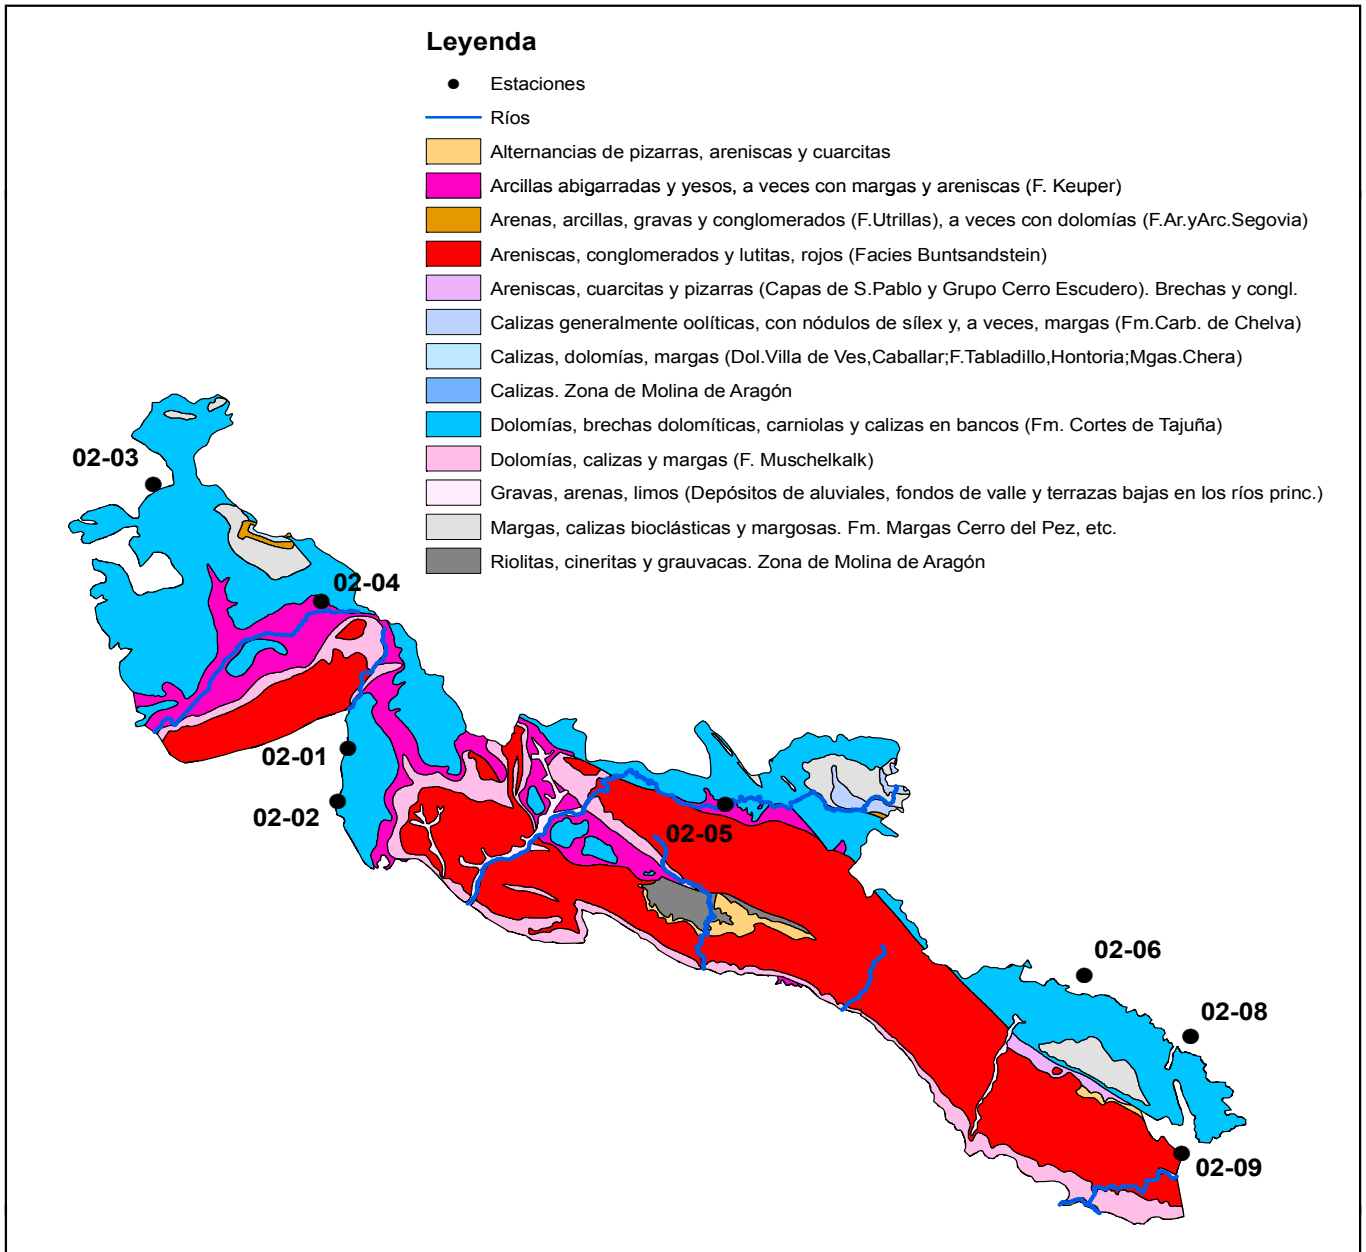 Leyenda
Estaciones
Ríos
Alternancias de pizarras, areniscas y cuarcitas
Arcillas abigarradas y yesos, a veces con margas y areniscas (F. Keuper)
Arenas, arcillas, gravas y conglomerados (F.Utrillas), a veces con dolomías (F.Ar.yArc.Segovia)
Areniscas, conglomerados y lutitas, rojos (Facies Buntsandstein)
Areniscas, cuarcitas y pizarras (Capas de S.Pablo y Grupo Cerro Escudero). Brechas y congl.
Calizas generalmente oolíticas, con nódulos de sílex y, a veces, margas (Fm.Carb. de Chelva)
Calizas, dolomías, margas (Dol.Villa de Ves,Caballar;F.Tabladillo,Hontoria;Mgas.Chera)
Calizas. Zona de Molina de Aragón
Dolomías, brechas dolomíticas, carniolas y calizas en bancos (Fm. Cortes de Tajuña)
Dolomías, calizas y margas (F. Muschelkalk)
Gravas, arenas, limos (Depósitos de aluviales, fondos de valle y terrazas bajas en los ríos princ.)
Margas, calizas bioclásticas y margosas. Fm. Margas Cerro del Pez, etc.
Riolitas, cineritas y grauvacas. Zona de Molina de Aragón
02-03
02-04
02-01
02-02
02-05
02-06
02-08
02-09